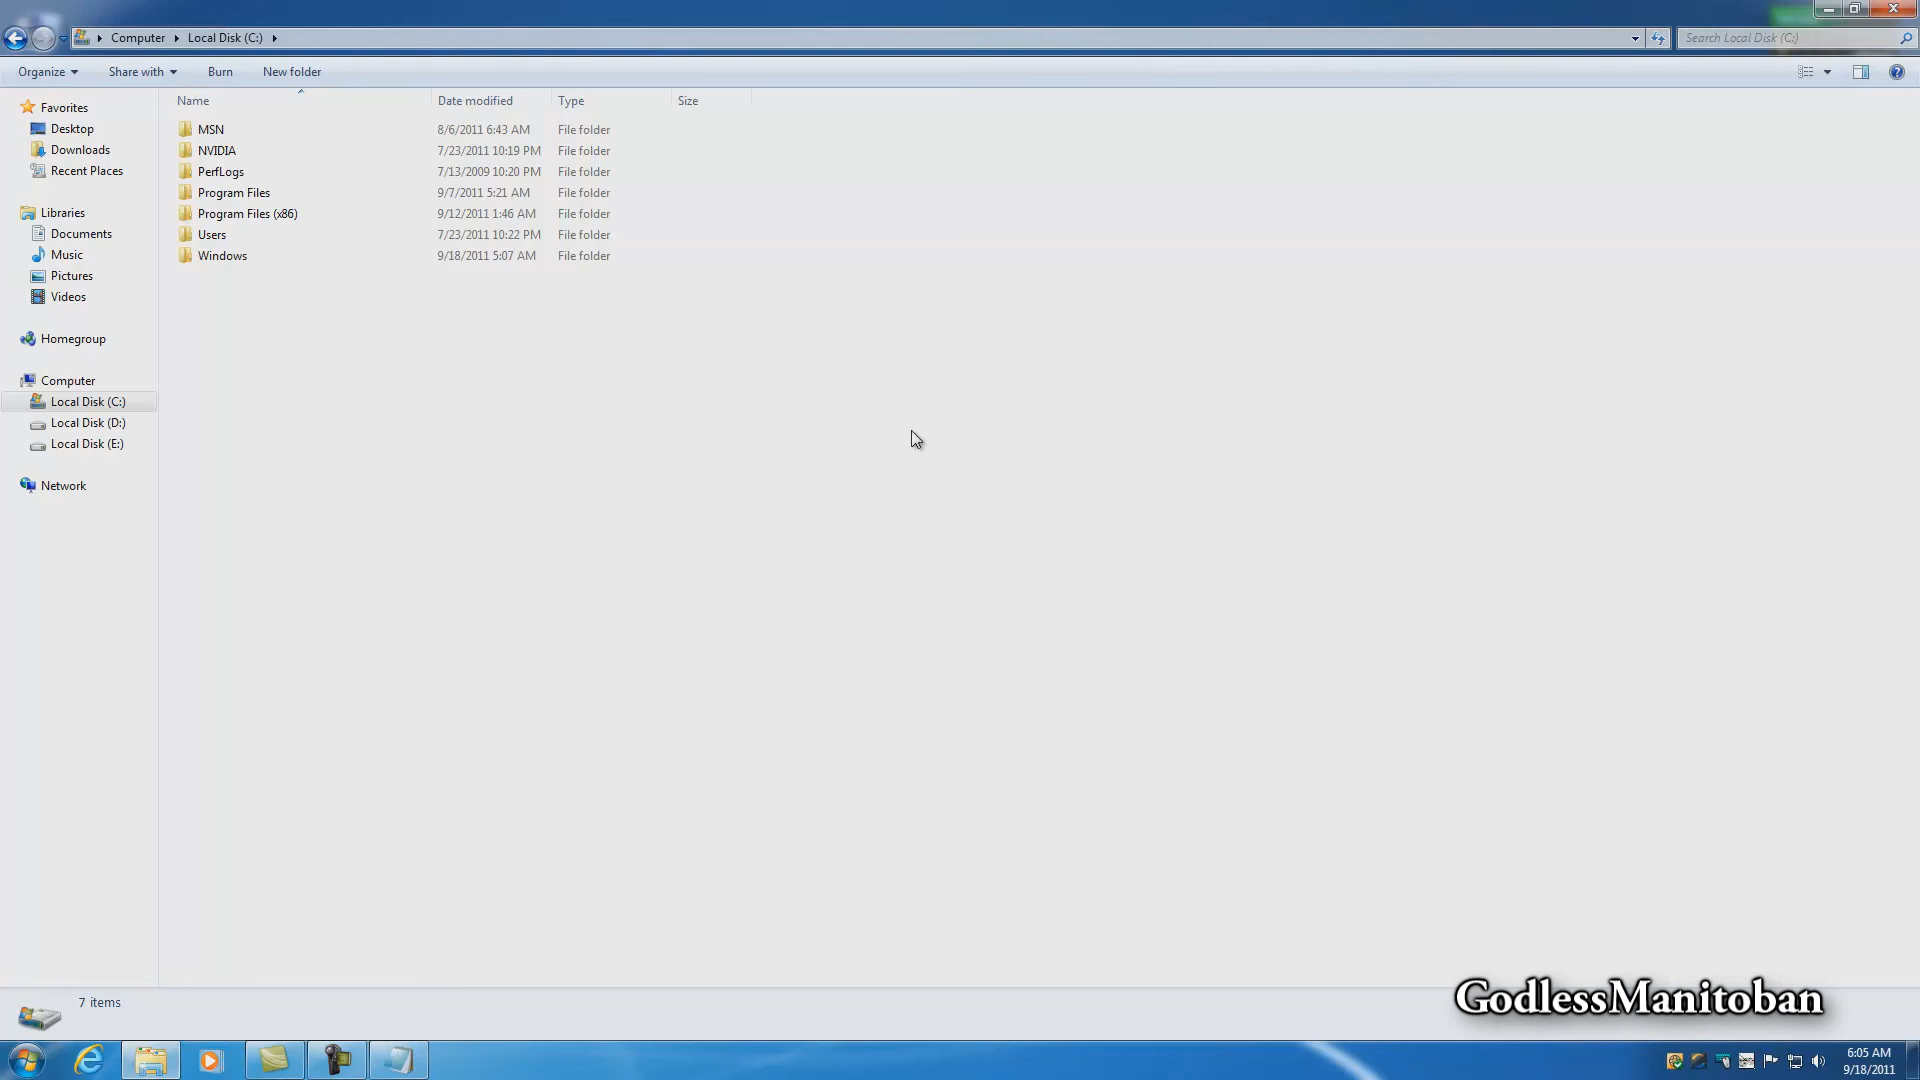 Computer Local Disk (C:) Search Local Disk (C:)
Organize Share with Burn New folder
Name Date modified Type Size
Favorites
Desktop
Downloads
Recent Places
Libraries
Documents
Music
Pictures
Videos
Homegroup
Computer
Local Disk (C:)
Local Disk (D:)
Local Disk (E:)
Network
MSN 8/6/2011 6:43 AM File folder
NVIDIA 7/23/2011 10:19 PM File folder
PerfLogs 7/13/2009 10:20 PM File folder
Program Files 9/7/2011 5:21 AM File folder
Program Files (x86) 9/12/2011 1:46 AM File folder
Users 7/23/2011 10:22 PM File folder
Windows 9/18/2011 5:07 AM File folder
7 items
GodlessManitoban
6:05 AM
9/18/2011